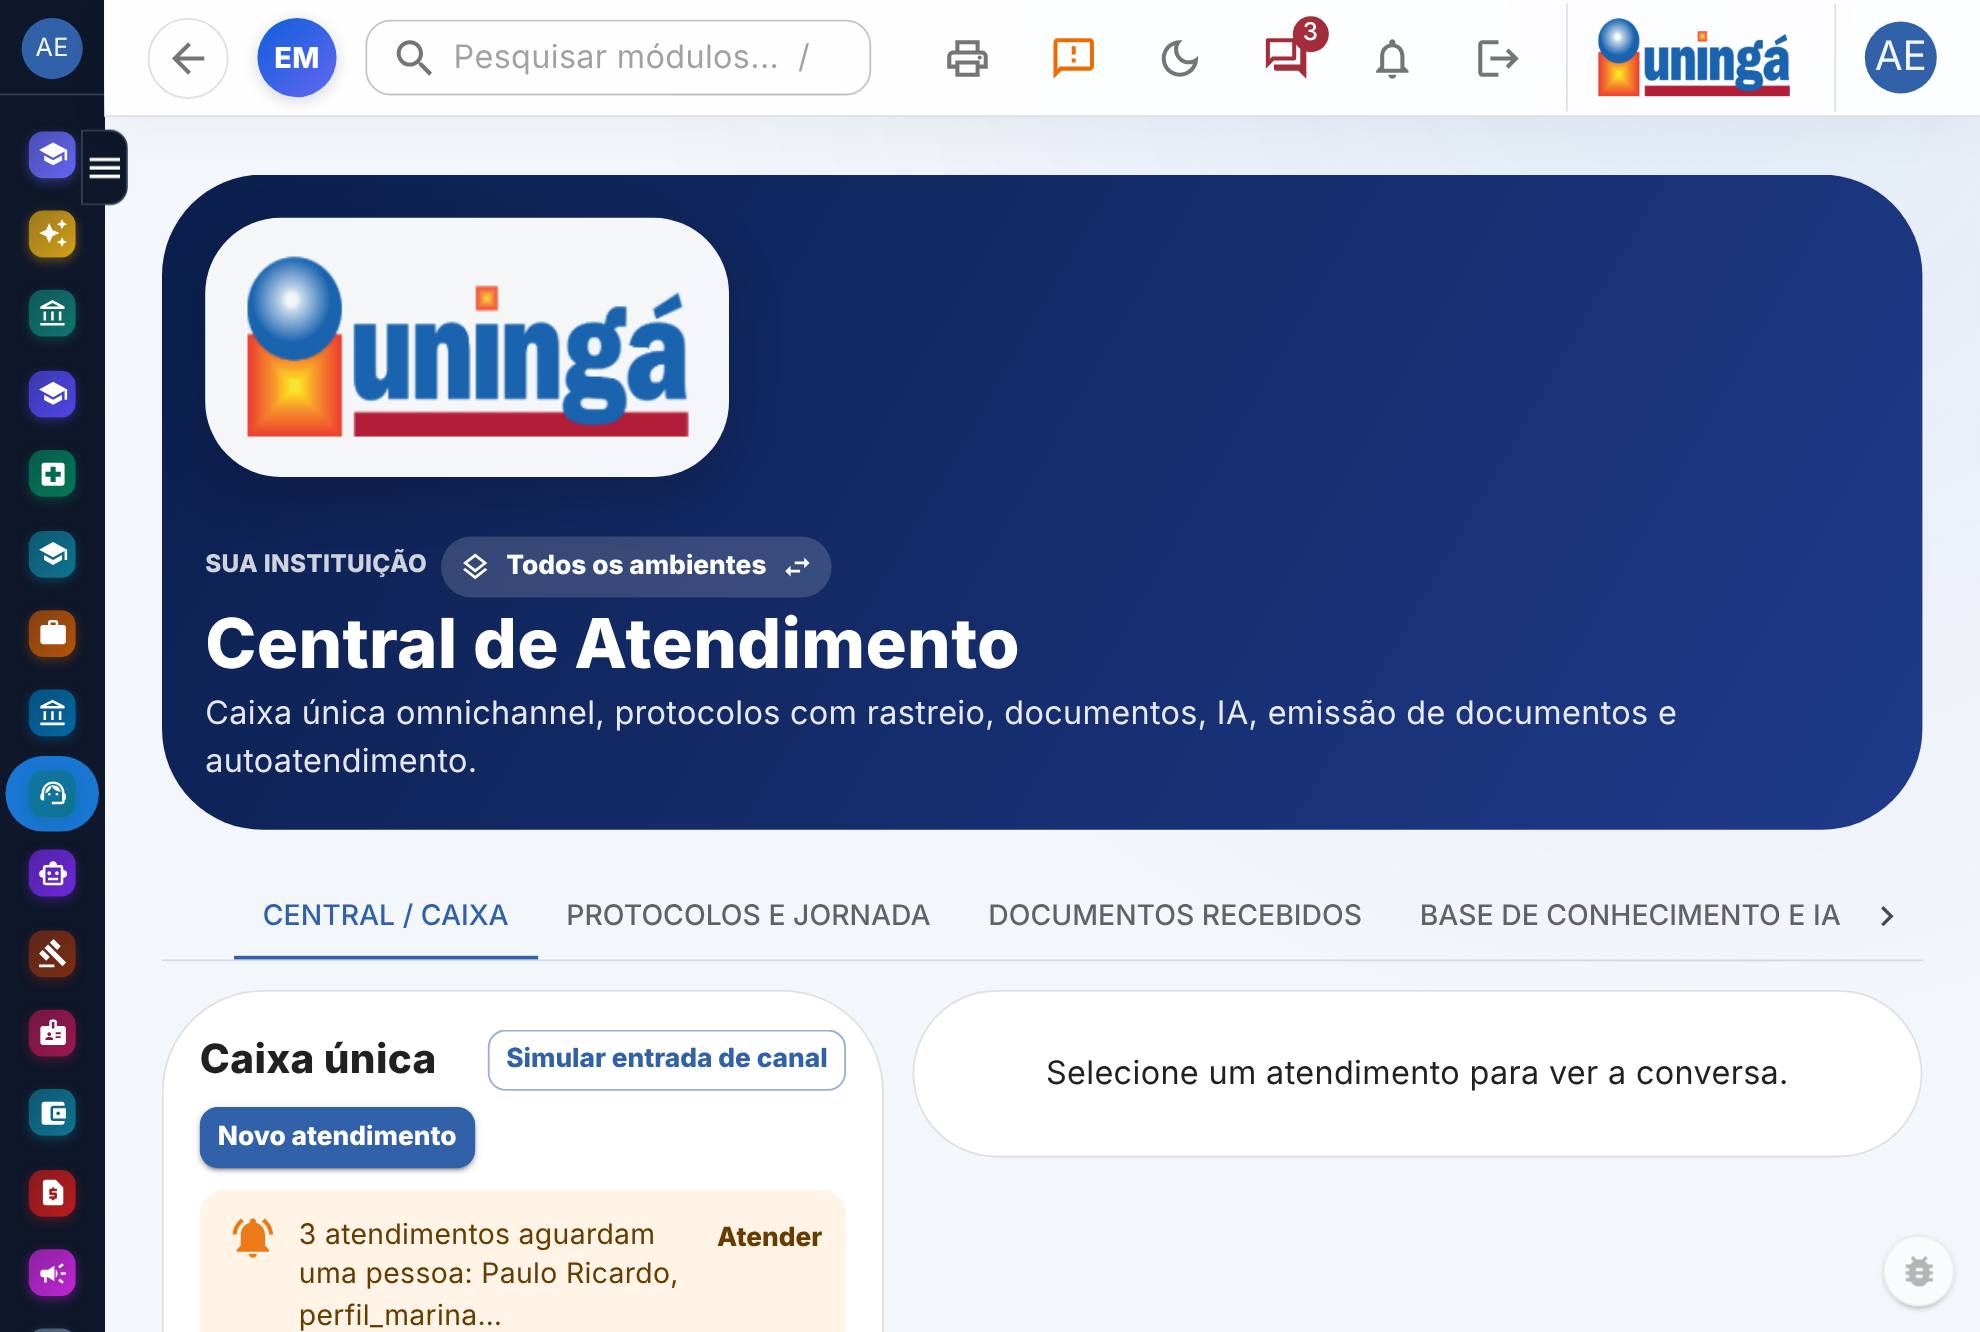 AE
EM
Pesquisar módulos... /
3
uningá
AE
uningá
SUA INSTITUIÇÃO
Todos os ambientes
Central de Atendimento
Caixa única omnichannel, protocolos com rastreio, documentos, IA, emissão de documentos e
autoatendimento.
CENTRAL / CAIXA
PROTOCOLOS E JORNADA
DOCUMENTOS RECEBIDOS
BASE DE CONHECIMENTO E IA
Caixa única
Simular entrada de canal
Novo atendimento
3 atendimentos aguardam
uma pessoa: Paulo Ricardo,
perfil_marina...
Atender
Selecione um atendimento para ver a conversa.